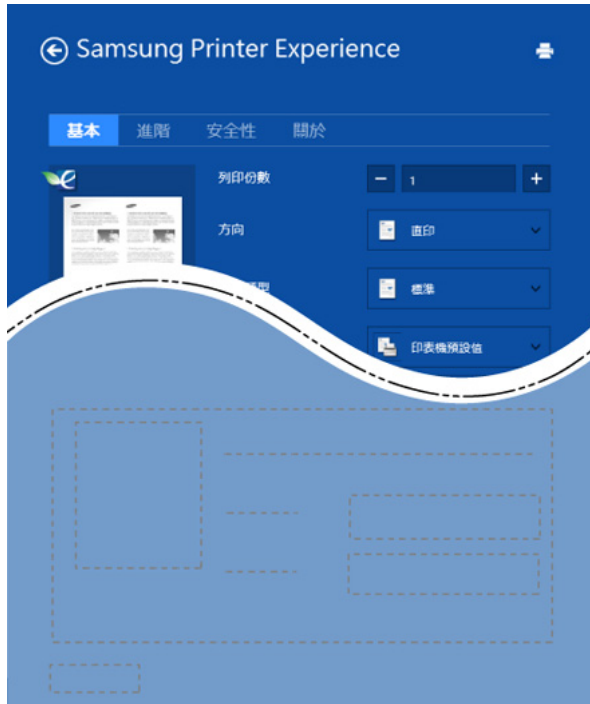 Samsung Printer Experience
基本 進階 安全性 關於
列印份數 1
方向 直印
標準
印表機預設值